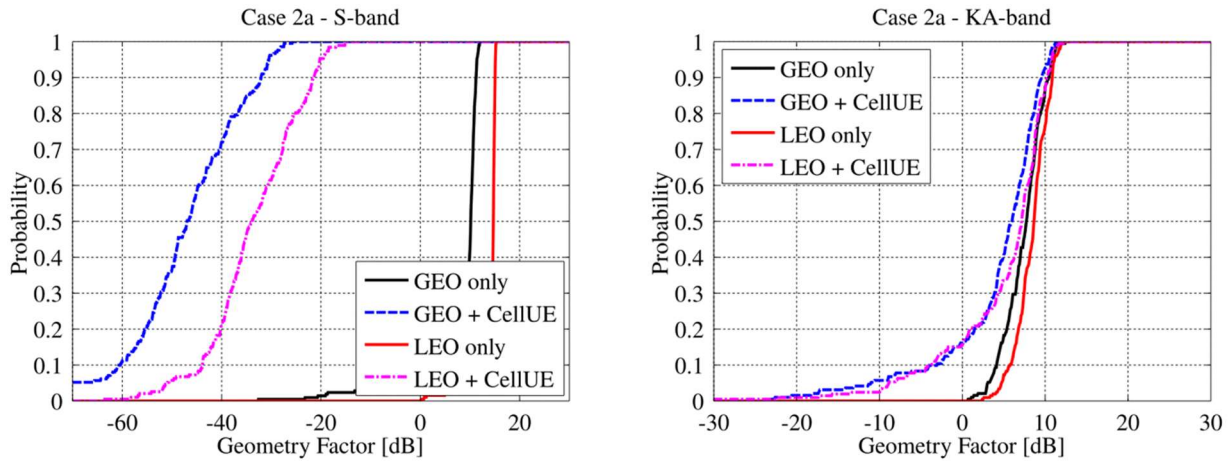 Case 2a - S-band
1
0.9
0.8
0.7
0.6
0.5
0.4
0.3
0.2
0.1
0
Probability
-60
-40
-20
0
20
Geometry Factor [dB]
GEO only
GEO + CellUE
LEO only
LEO + CellUE
Case 2a - KA-band
1
0.9
0.8
0.7
0.6
0.5
0.4
0.3
0.2
0.1
0
Probability
-30
-20
-10
0
10
20
30
Geometry Factor [dB]
GEO only
GEO + CellUE
LEO only
LEO + CellUE